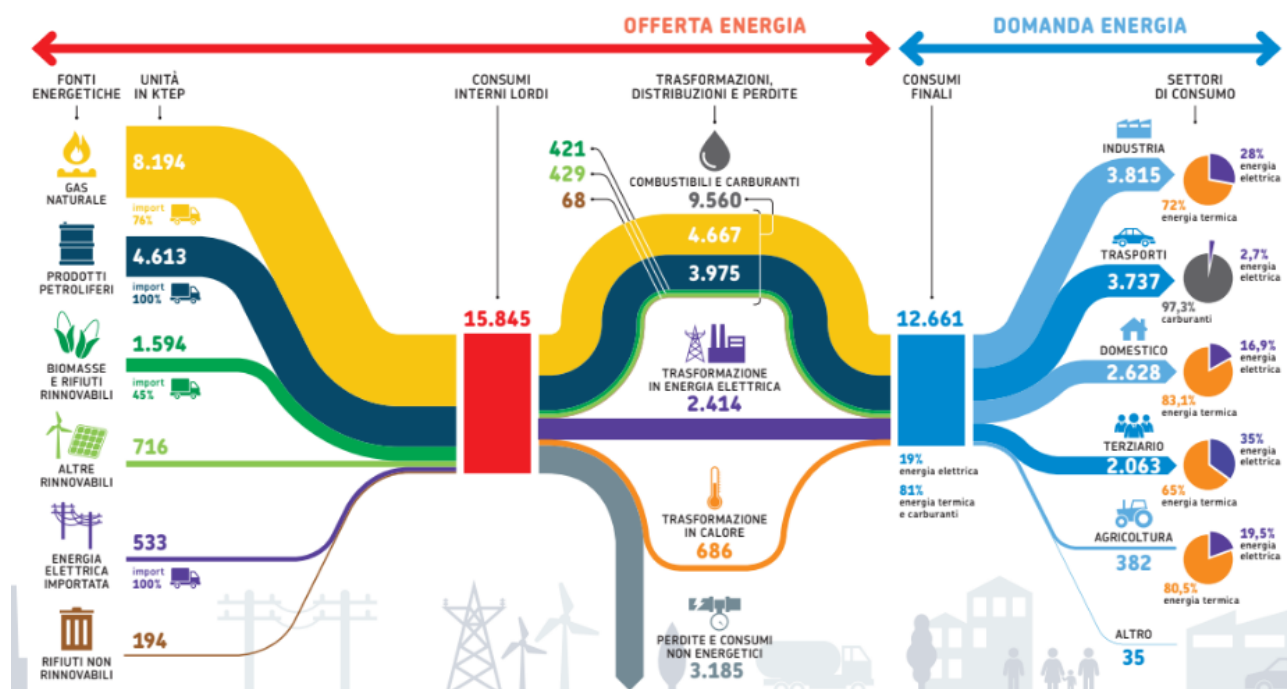 OFFERTA ENERGIA
DOMANDA ENERGIA
FONTI
ENERGETICHE
UNITÀ
IN KTEP
CONSUMI
INTERNI LORDI
TRASFORMAZIONI,
DISTRIBUZIONI E PERDITE
CONSUMI
FINALI
SETTORI
DI CONSUMO
GAS
NATURALE
8.194
import
76%
PRODOTTI
PETROLIFERI
4.613
import
100%
BIOMASSE
E RIFIUTI
RINNOVABILI
1.594
import
45%
ALTRE
RINNOVABILI
716
ENERGIA
ELETTRICA
IMPORTATA
533
import
100%
RIFIUTI NON
RINNOVABILI
194
15.845
421
429
68
COMBUSTIBILI E CARBURANTI
9.560
4.667
3.975
TRASFORMAZIONE
IN ENERGIA ELETTRICA
2.414
TRASFORMAZIONE
IN CALORE
686
PERDITE E CONSUMI
NON ENERGETICI
3.185
12.661
19%
energia elettrica
81%
energia termica
e carburanti
INDUSTRIA
3.815
28%
energia
elettrica
72%
energia termica
TRASPORTI
3.737
2,7%
energia
elettrica
97,3%
carburanti
DOMESTICO
2.628
16,9%
energia
elettrica
83,1%
energia termica
TERZIARIO
2.063
35%
energia
elettrica
65%
energia termica
AGRICOLTURA
382
19,5%
energia
elettrica
80,5%
energia termica
ALTRO
35